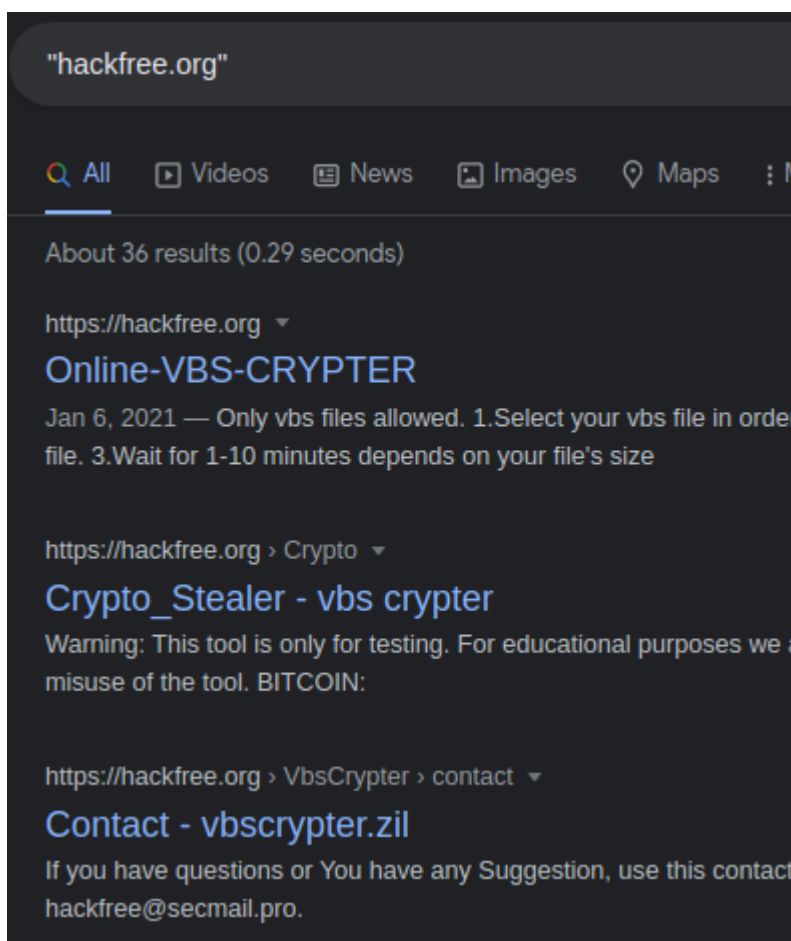 "hackfree.org"
All Videos News Images Maps
About 36 results (0.29 seconds)
https://hackfree.org
Online-VBS-CRYPTER
Jan 6, 2021 — Only vbs files allowed. 1.Select your vbs file in
file. 3.Wait for 1-10 minutes depends on your file's size
https://hackfree.org › Crypto
Crypto_Stealer - vbs crypter
Warning: This tool is only for testing. For educational purposes we
misuse of the tool. BITCOIN:
https://hackfree.org › VbsCrypter › contact
Contact - vbscrypter.zil
If you have questions or You have any Suggestion, use this contact
hackfree@secmail.pro.